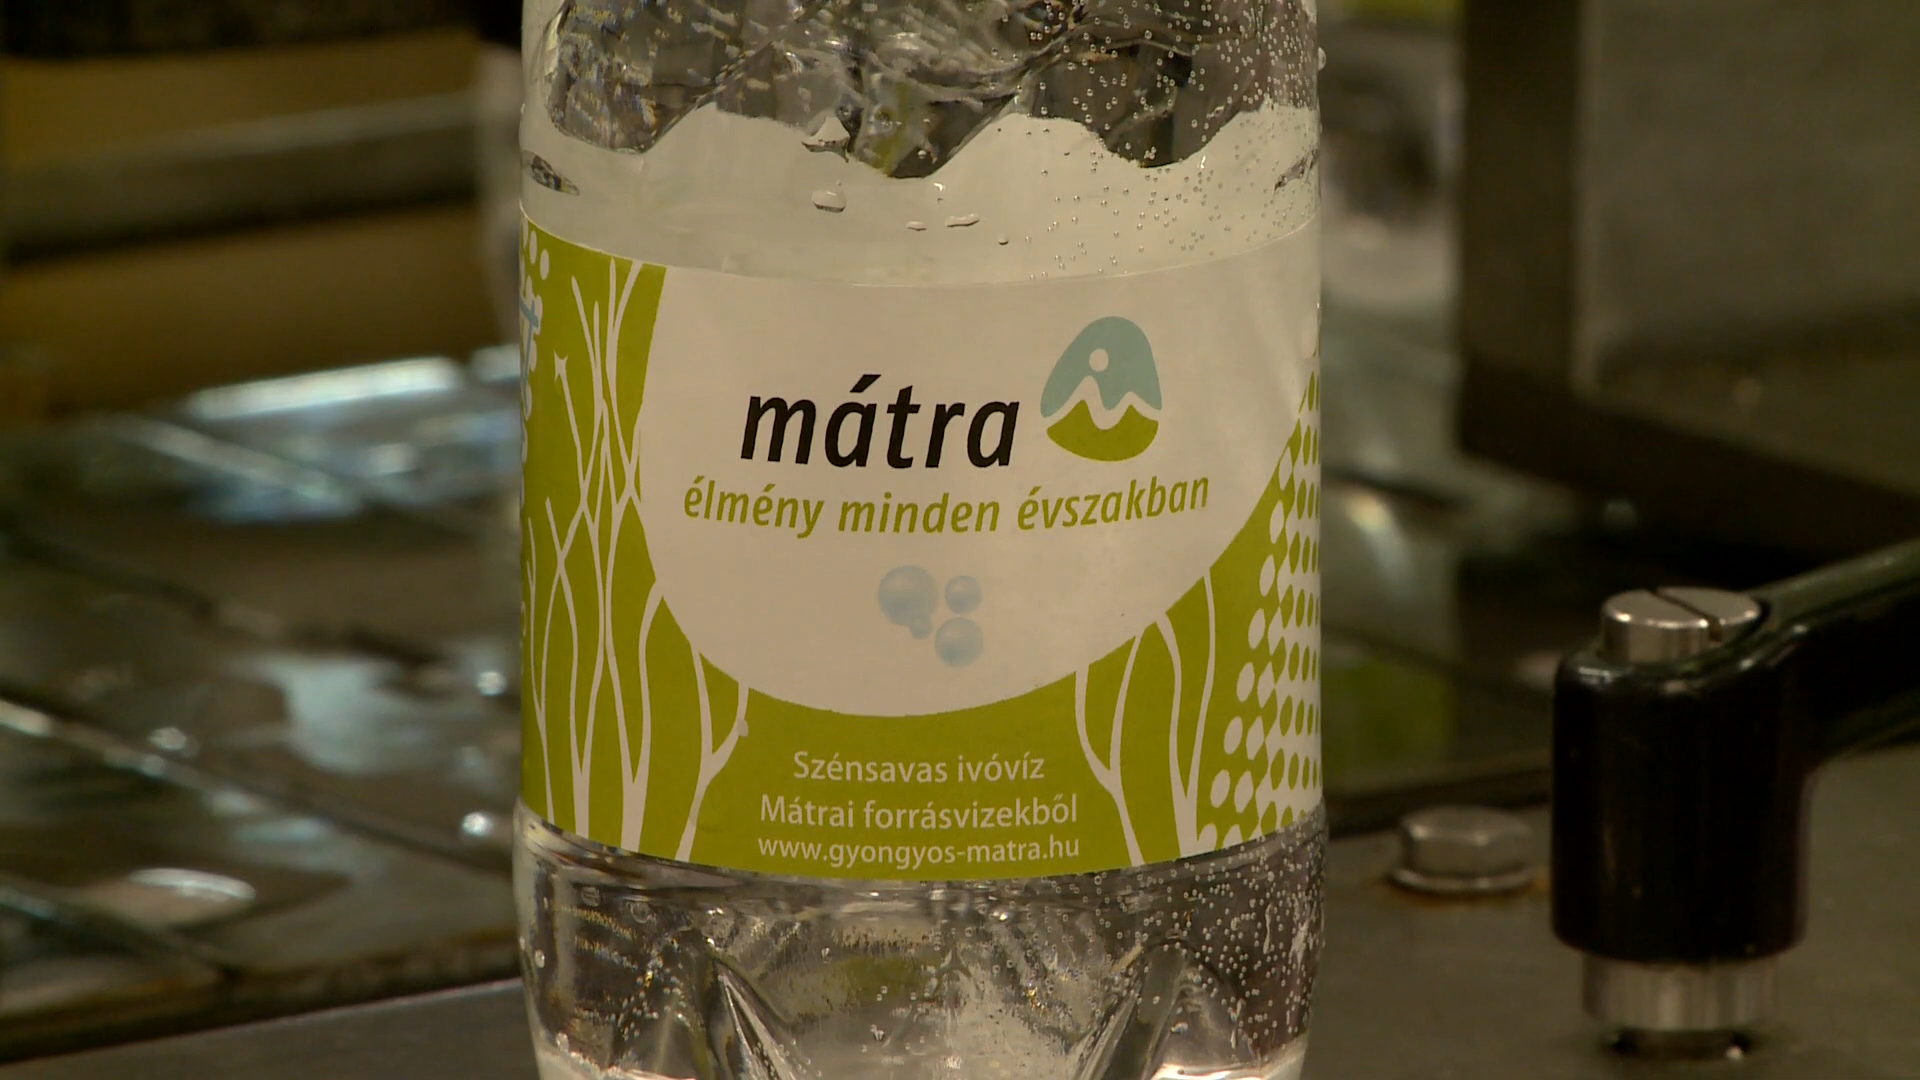 mátra
élmény minden évszakban
Szénsavas ivóvíz
Mátrai forrásvizekből
www.gyongyos-matra.hu